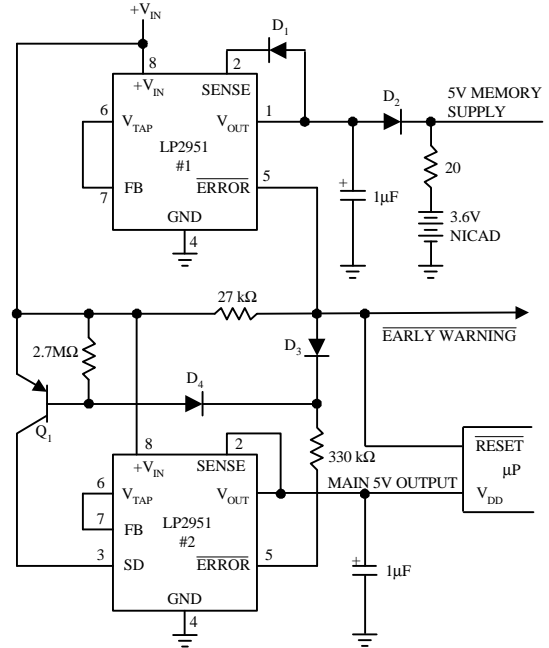 +V_IN
D_1
8
2
+V_IN
SENSE
D_2
5V MEMORY
SUPPLY
6
V_TAP
V_OUT
1
LP2951
#1
20
7
FB
ERROR
5
+
1μF
3.6V
NICAD
GND
4
27 kΩ
EARLY WARNING
2.7MΩ
D_3
D_4
Q_1
8
2
+V_IN
SENSE
330 kΩ
RESET
μP
6
V_TAP
V_OUT
MAIN 5V OUTPUT
V_DD
7
FB
LP2951
#2
3
SD
ERROR
5
+
1μF
GND
4